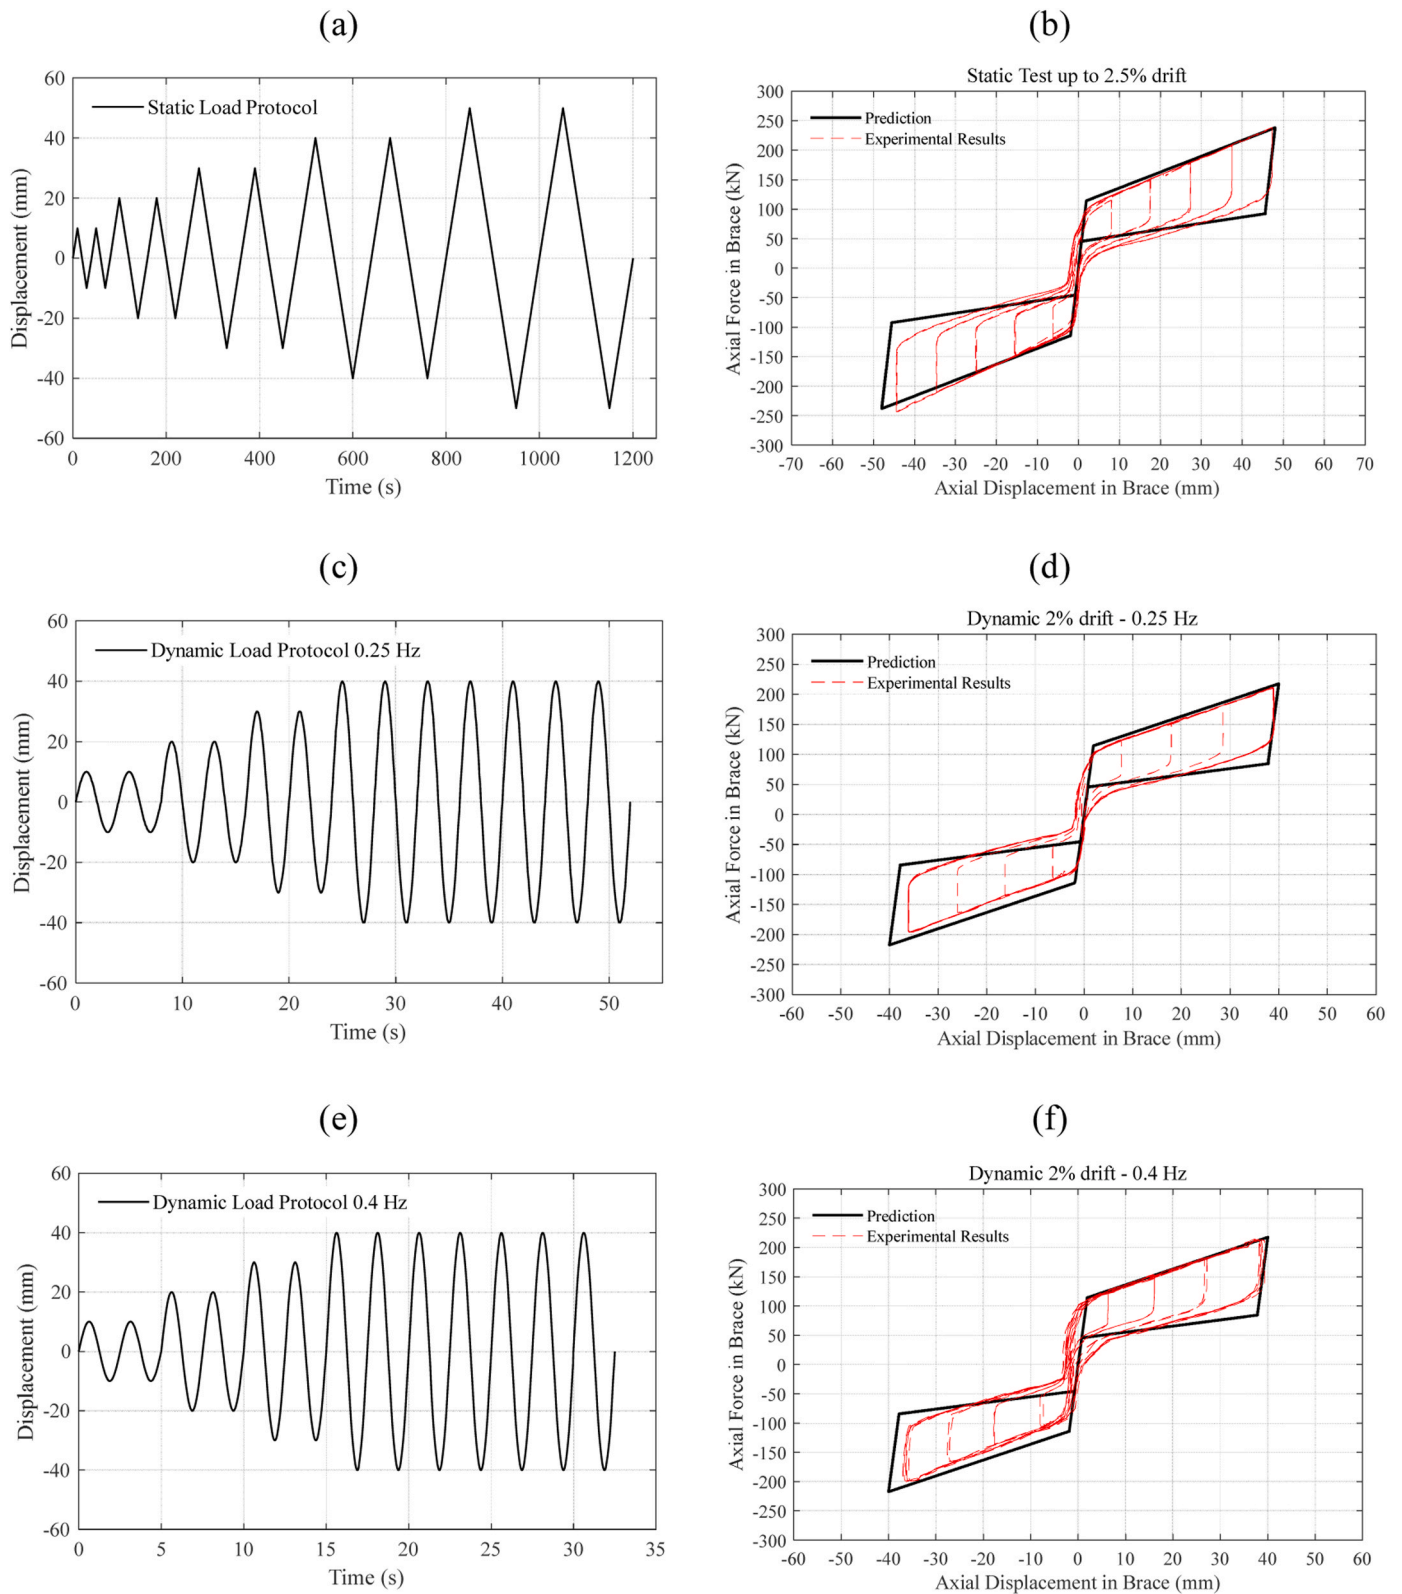 (a)
60
40
20
0
-20
-40
-60
Displacement (mm)
Static Load Protocol
0 200 400 600 800 1000 1200
Time (s)
(b)
Static Test up to 2.5% drift
300
250
200
150
100
50
0
-50
-100
-150
-200
-250
-300
Axial Force in Brace (kN)
Prediction
Experimental Results
-70 -60 -50 -40 -30 -20 -10 0 10 20 30 40 50 60 70
Axial Displacement in Brace (mm)
(c)
60
40
20
0
-20
-40
-60
Displacement (mm)
Dynamic Load Protocol 0.25 Hz
0 10 20 30 40 50
Time (s)
(d)
Dynamic 2% drift - 0.25 Hz
300
250
200
150
100
50
0
-50
-100
-150
-200
-250
-300
Axial Force in Brace (kN)
Prediction
Experimental Results
-60 -50 -40 -30 -20 -10 0 10 20 30 40 50 60
Axial Displacement in Brace (mm)
(e)
60
40
20
0
-20
-40
-60
Displacement (mm)
Dynamic Load Protocol 0.4 Hz
0 5 10 15 20 25 30 35
Time (s)
(f)
Dynamic 2% drift - 0.4 Hz
300
250
200
150
100
50
0
-50
-100
-150
-200
-250
-300
Axial Force in Brace (kN)
Prediction
Experimental Results
-60 -50 -40 -30 -20 -10 0 10 20 30 40 50 60
Axial Displacement in Brace (mm)